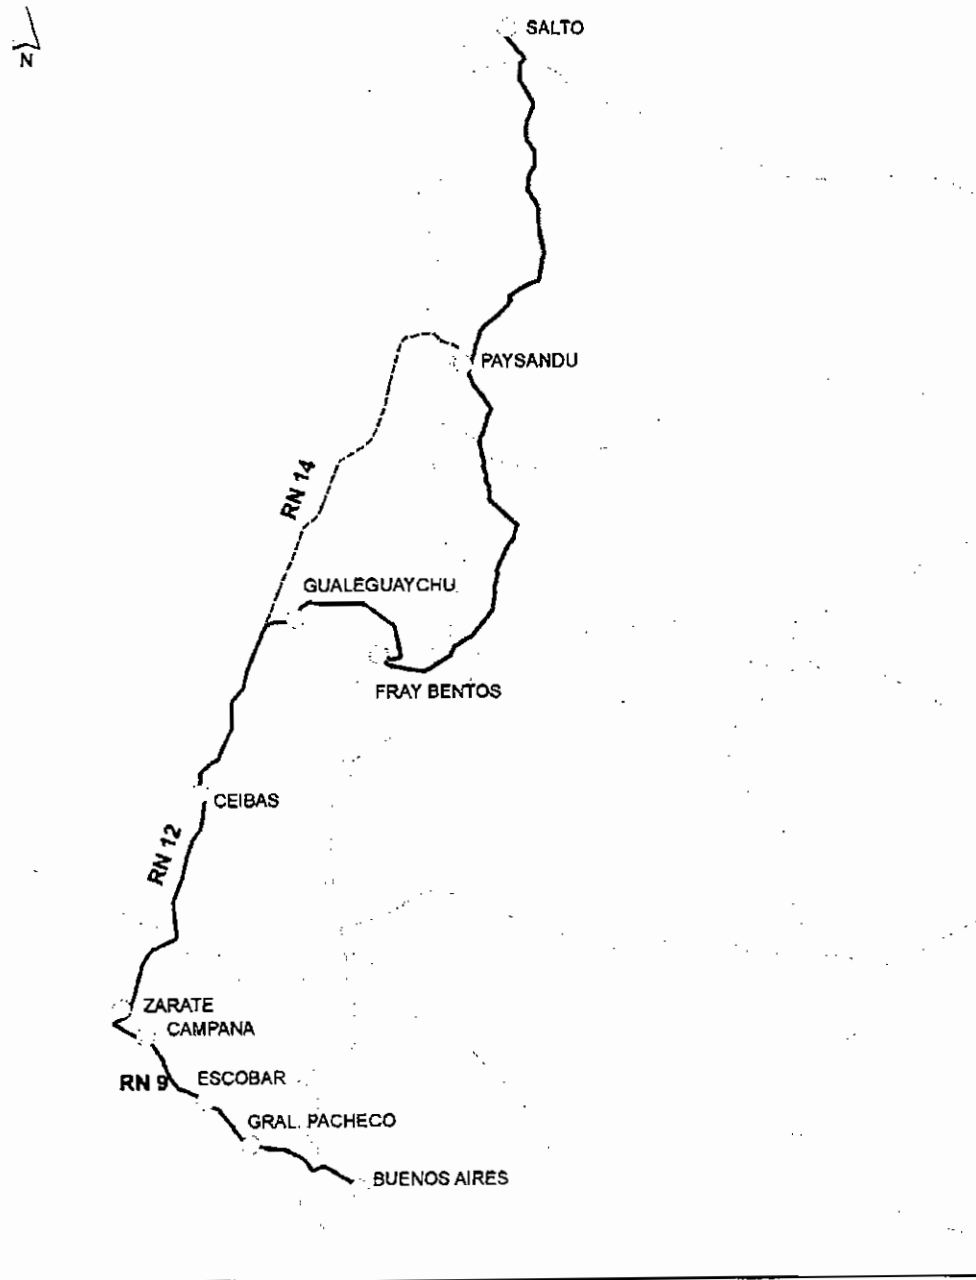 SALTO
N
PAYSANDU
RN 14
GUALEGUAYCHU
FRAY BENTOS
CEIBAS
RN 12
ZARATE
CAMPANA
RN 9
ESCOBAR
GRAL. PACHECO
BUENOS AIRES